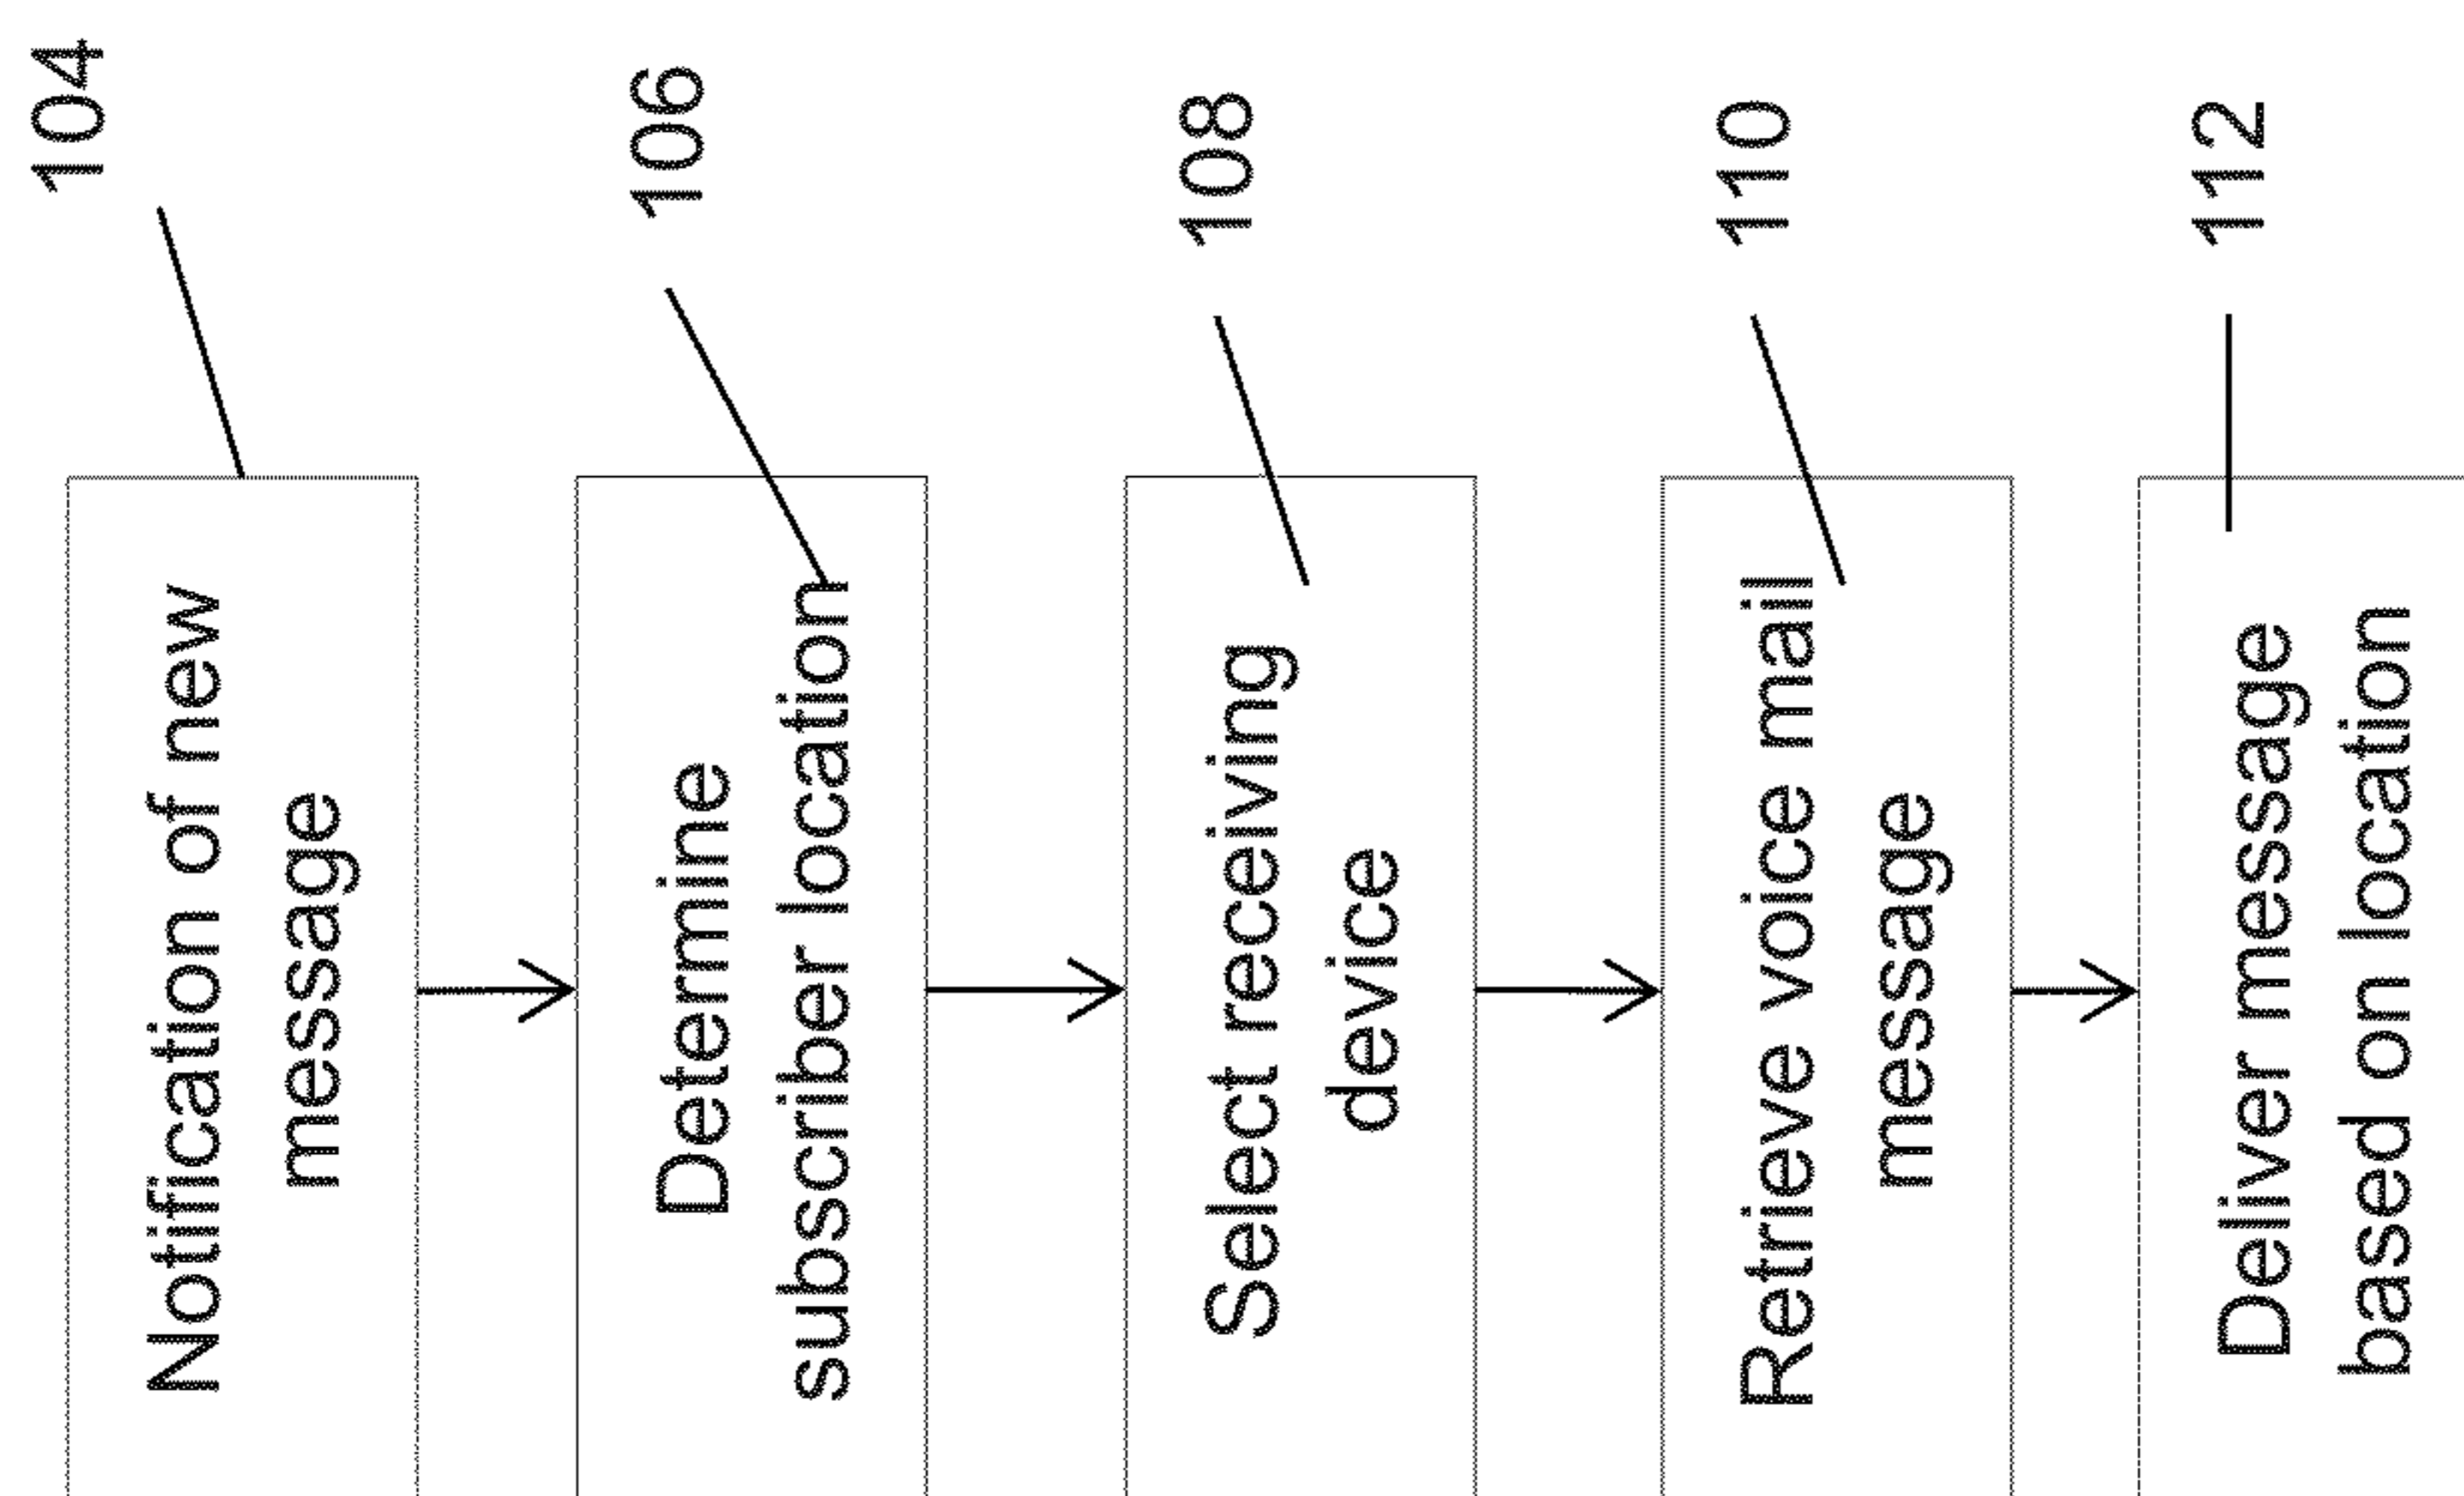 104
Notification of new
message
106
Determine
subscriber location
108
Select receiving
device
110
Retrieve voice mail
message
112
Deliver message
based on location